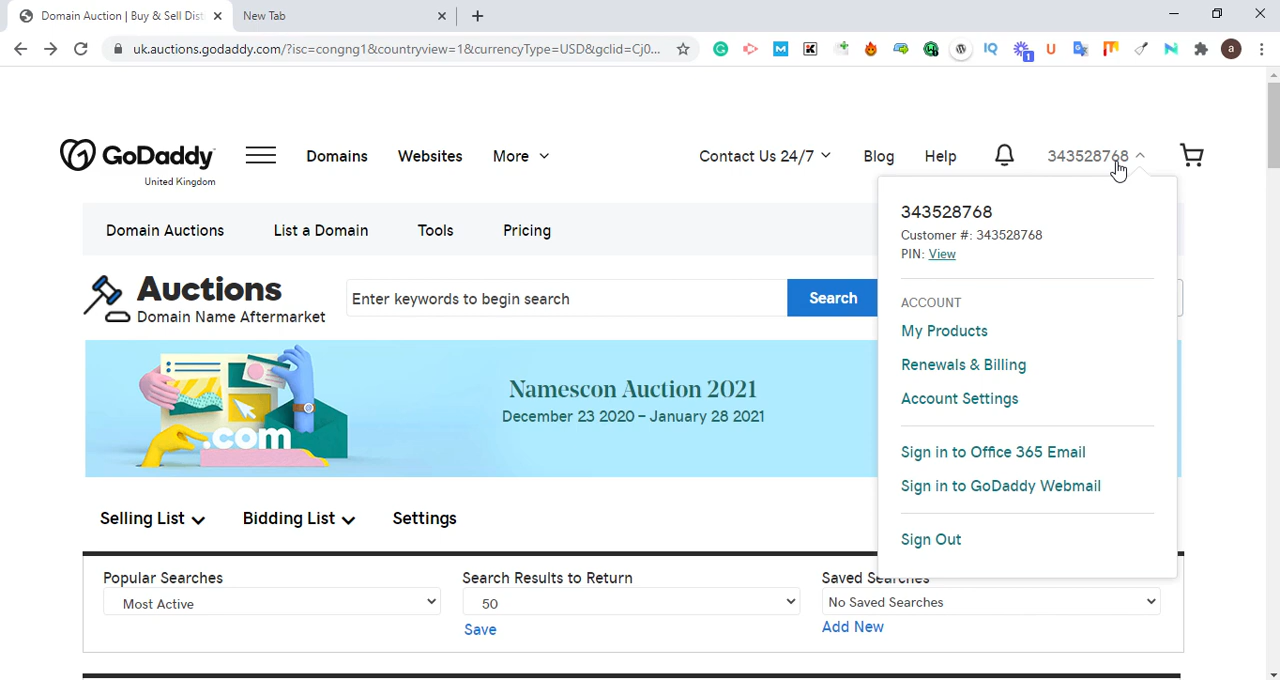 Domain Auction | Buy & Sell Dist
New Tab
uk.auctions.godaddy.com/?isc=congng1&countryview=1&currencyType=USD&gclid=Cj0...
GoDaddy
United Kingdom
Domains
Websites
More
Contact Us 24/7
Blog
Help
343528768
343528768
Customer #: 343528768
PIN: View
Domain Auctions
List a Domain
Tools
Pricing
Auctions
Domain Name Aftermarket
Enter keywords to begin search
Search
ACCOUNT
My Products
Renewals & Billing
Account Settings
.com
Namescon Auction 2021
December 23 2020 – January 28 2021
Sign in to Office 365 Email
Sign in to GoDaddy Webmail
Sign Out
Selling List
Bidding List
Settings
Popular Searches
Search Results to Return
Saved Searches
Most Active
50
No Saved Searches
Save
Add New